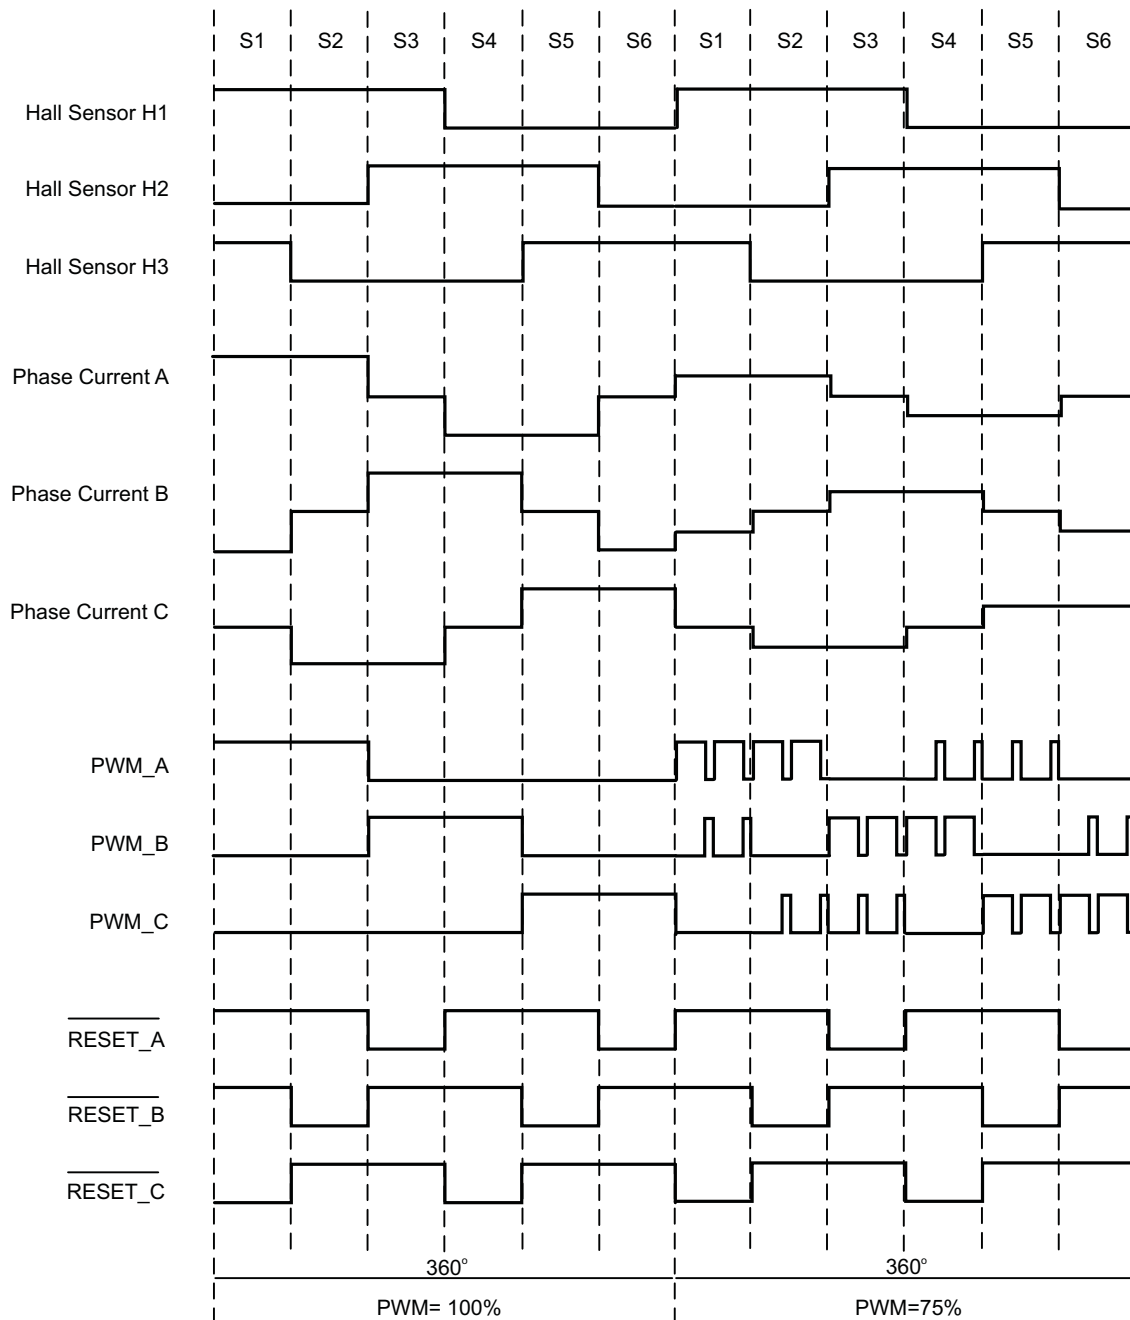 S1 S2 S3 S4 S5 S6 S1 S2 S3 S4 S5 S6
Hall Sensor H1
Hall Sensor H2
Hall Sensor H3
Phase Current A
Phase Current B
Phase Current C
PWM_A
PWM_B
PWM_C
RESET_A
RESET_B
RESET_C
360° 360°
PWM= 100% PWM=75%